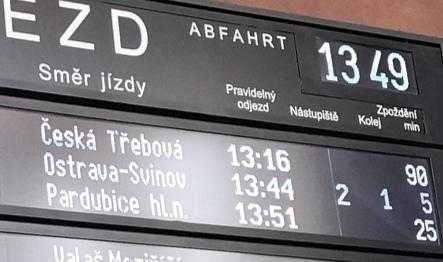 EZD ABFAHRT 13 49
Směr jízdy Pravidelný odjezd Nástupiště Kolej Zpoždění min
Česká Třebová 13:16 90
Ostrava-Svinov 13:44 2 1 5
Pardubice hl.n. 13:51 25